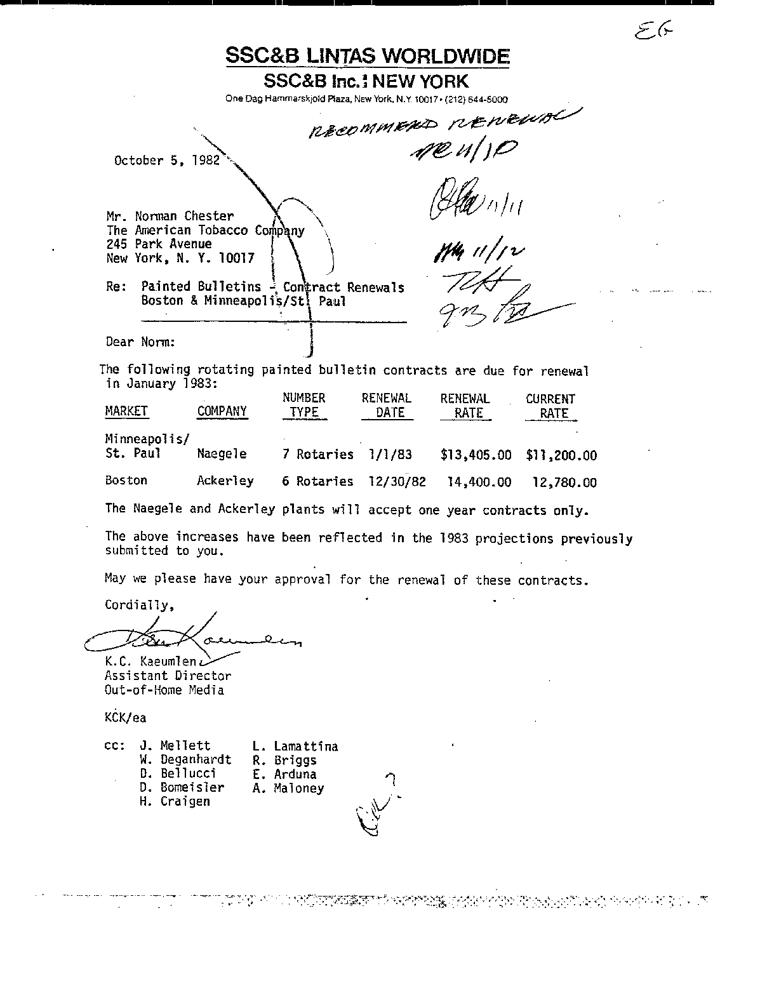 EG
SSC&B LINTAS WORLDWIDE
SSC&B Inc.: NEW YORK
One Dag Hammarskjold Plaza, New York, N.Y. 10017 • (212) 644-5000
RECOMMEND RENEWAL
11/10
October 5, 1982
11/11
Mr. Norman Chester
The American Tobacco Company
245 Park Avenue
New York, N. Y. 10017
11/12
Re: Painted Bulletins - Contract Renewals
Boston & Minneapolis/St. Paul
Dear Norm:
The following rotating painted bulletin contracts are due for renewal
in January 1983:
NUMBER RENEWAL RENEWAL CURRENT
MARKET COMPANY TYPE DATE RATE RATE
Minneapolis/
St. Paul Naegele 7 Rotaries 1/1/83 $13,405.00 $11,200.00
Boston Ackerley 6 Rotaries 12/30/82 14,400.00 12,780.00
The Naegele and Ackerley plants will accept one year contracts only.
The above increases have been reflected in the 1983 projections previously
submitted to you.
May we please have your approval for the renewal of these contracts.
Cordially,
Ken Kaeumlen
K.C. Kaeumlen
Assistant Director
Out-of-Home Media
KCK/ea
cc: J. Mellett L. Lamattina
W. Deganhardt R. Briggs
D. Bellucci E. Arduna
D. Bomeisler A. Maloney
H. Craigen